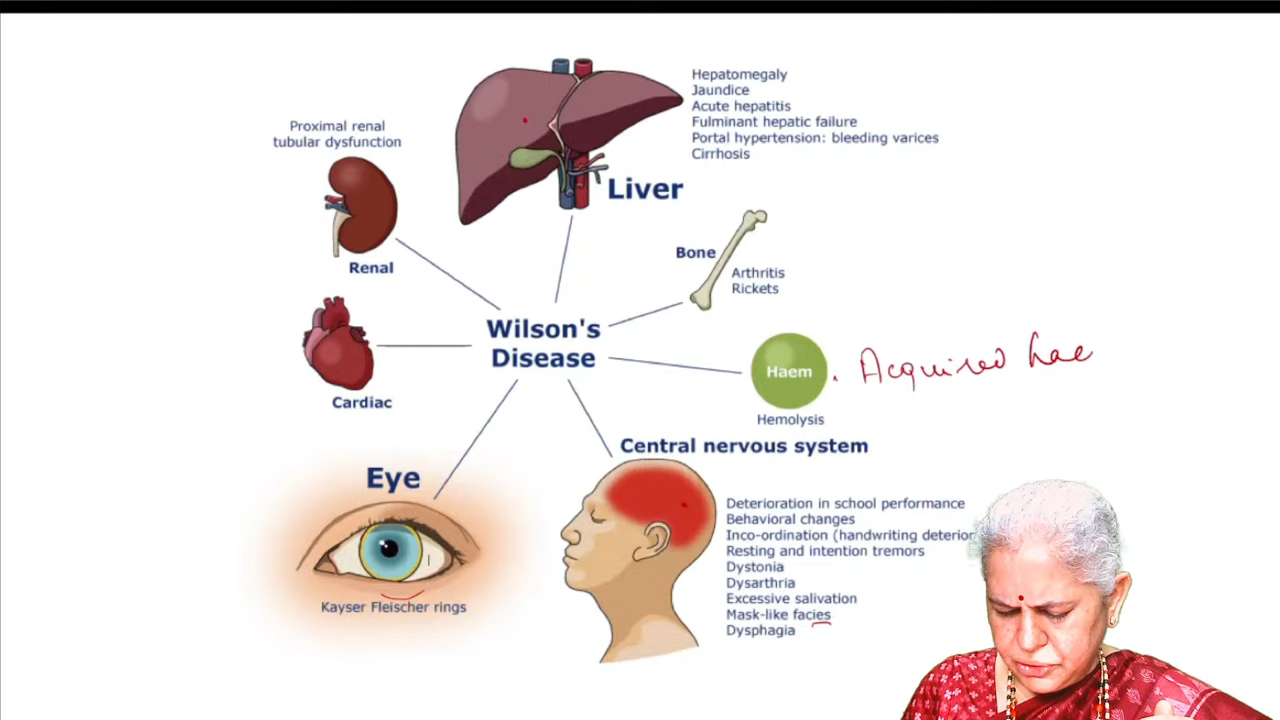 Hepatomegaly
Jaundice
Acute hepatitis
Fulminant hepatic failure
Portal hypertension: bleeding varices
Cirrhosis
Liver
Proximal renal
tubular dysfunction
Renal
Bone
Arthritis
Rickets
Wilson's
Disease
Haem
Hemolysis
Acquired hae
Cardiac
Central nervous system
Deterioration in school performance
Behavioral changes
Inco-ordination (handwriting deterior
Resting and intention tremors
Dystonia
Dysarthria
Excessive salivation
Mask-like facies
Dysphagia
Eye
Kayser Fleischer rings